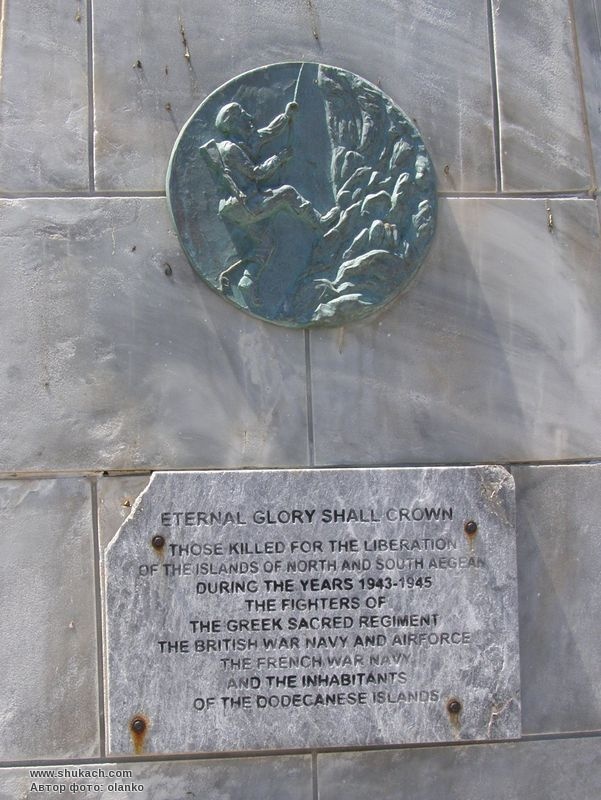 ETERNAL GLORY SHALL CROWN
THOSE KILLED FOR THE LIBERATION
OF THE ISLANDS OF NORTH AND SOUTH AEGEAN
DURING THE YEARS 1943-1945
THE FIGHTERS OF
THE GREEK SACRED REGIMENT
THE BRITISH WAR NAVY AND AIRFORCE
THE FRENCH WAR NAVY
AND THE INHABITANTS
OF THE DODECANESE ISLANDS
www.shukach.com
Автор фото: olanko